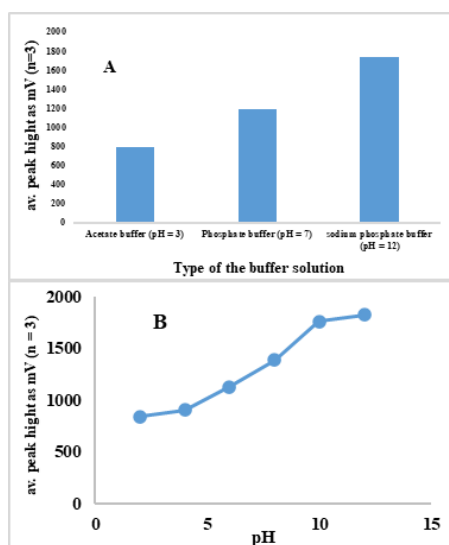 A
av. peak hight as mV (n=3)
2000
1800
1600
1400
1200
1000
800
600
400
200
0
Acetate buffer (pH = 3) Phosphate buffer (pH = 7) sodium phosphate buffer
(pH = 12)
Type of the buffer solution
B
av. peak hight as mV (n = 3)
2000
1500
1000
500
0
0 5 10 15
pH